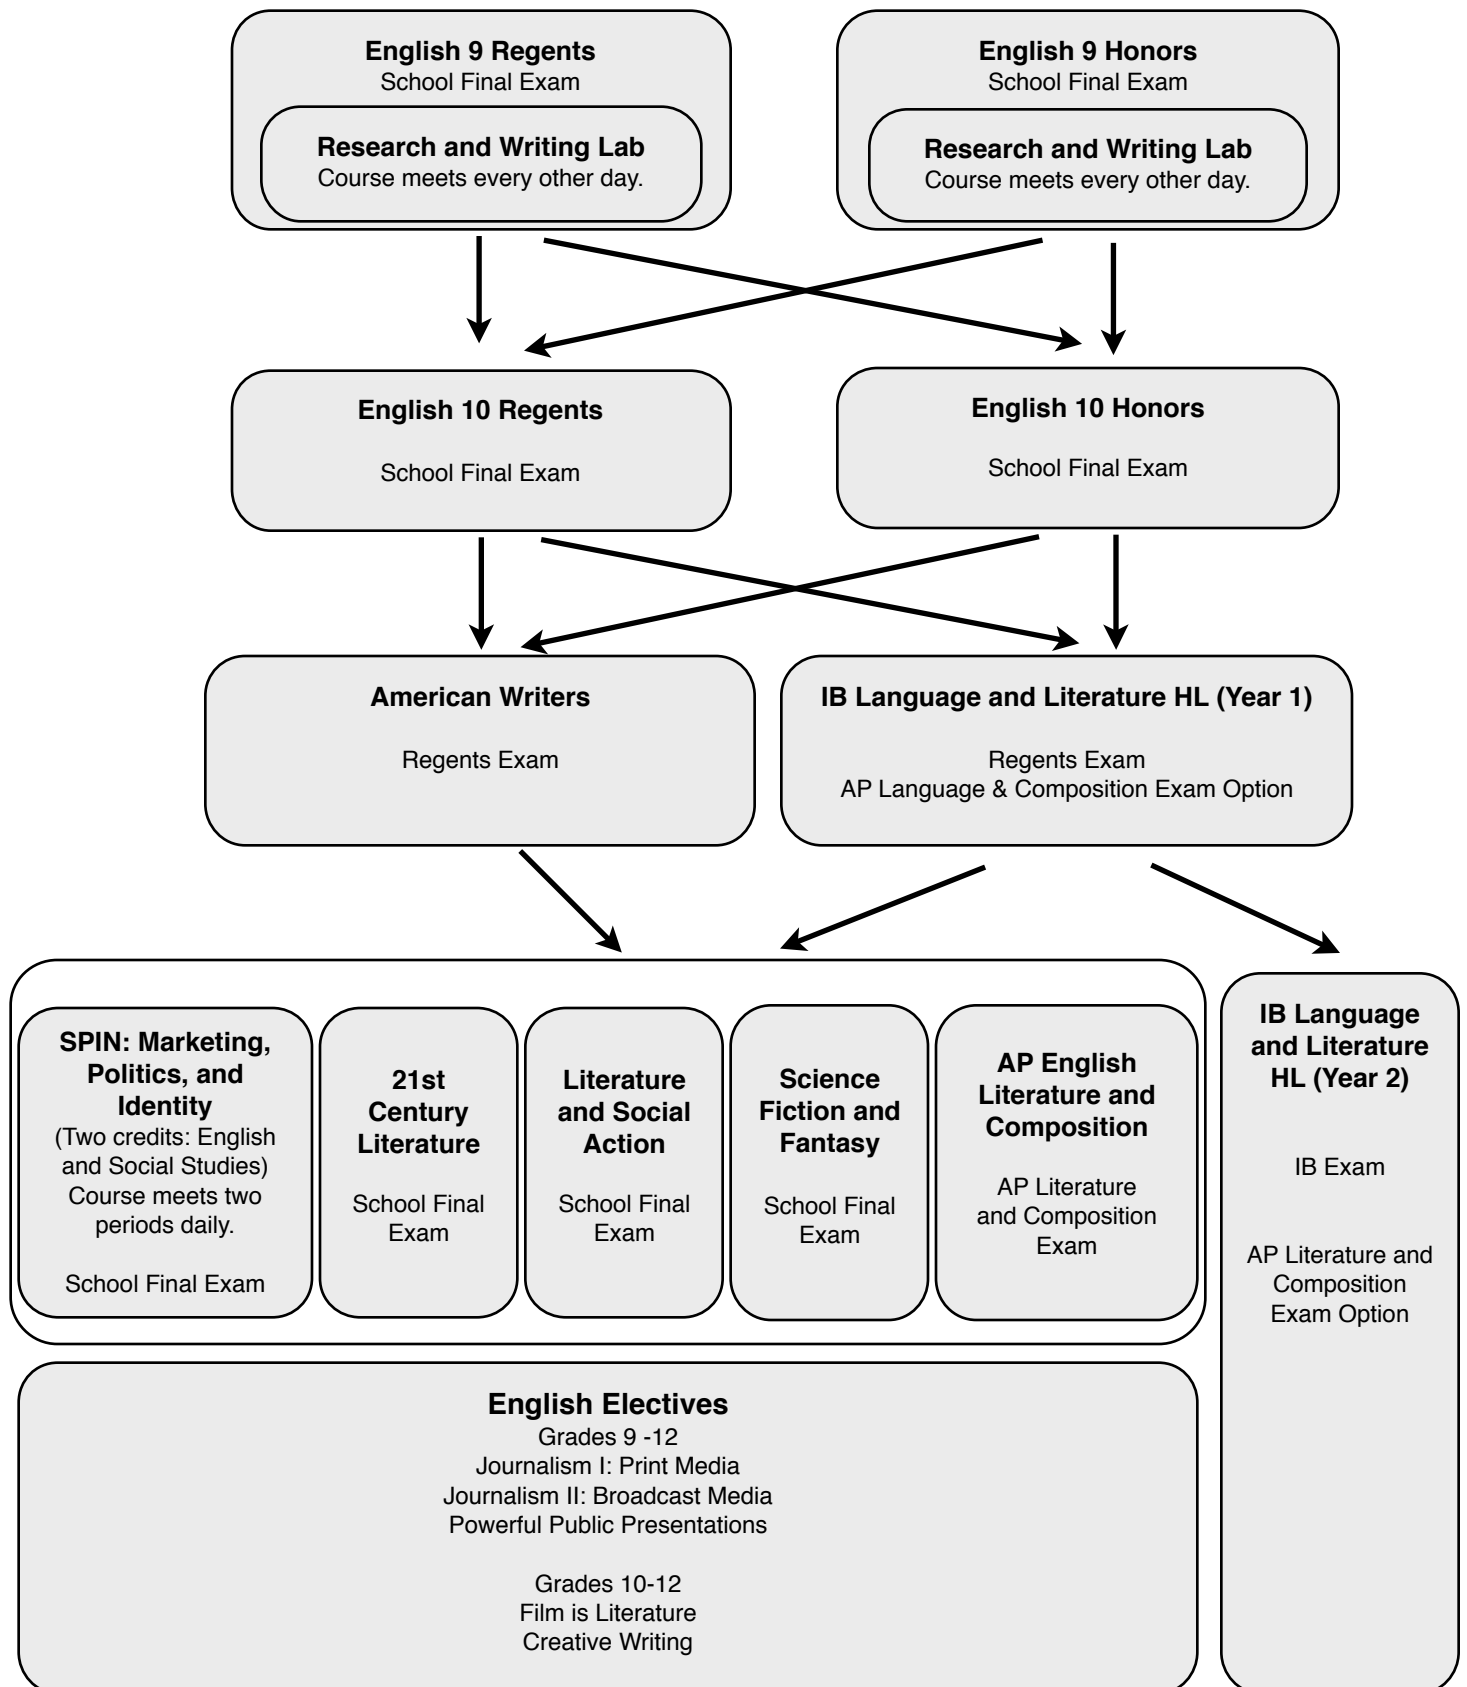 English 9 Regents
School Final Exam
Research and Writing Lab
Course meets every other day.
English 9 Honors
School Final Exam
Research and Writing Lab
Course meets every other day.
English 10 Regents
School Final Exam
English 10 Honors
School Final Exam
American Writers
Regents Exam
IB Language and Literature HL (Year 1)
Regents Exam
AP Language & Composition Exam Option
SPIN: Marketing,
Politics, and
Identity
(Two credits: English
and Social Studies)
Course meets two
periods daily.
School Final Exam
21st
Century
Literature
School Final
Exam
Literature
and Social
Action
School Final
Exam
Science
Fiction and
Fantasy
School Final
Exam
AP English
Literature and
Composition
AP Literature
and Composition
Exam
IB Language
and Literature
HL (Year 2)
IB Exam
AP Literature and
Composition
Exam Option
English Electives
Grades 9 -12
Journalism I: Print Media
Journalism II: Broadcast Media
Powerful Public Presentations
Grades 10-12
Film is Literature
Creative Writing